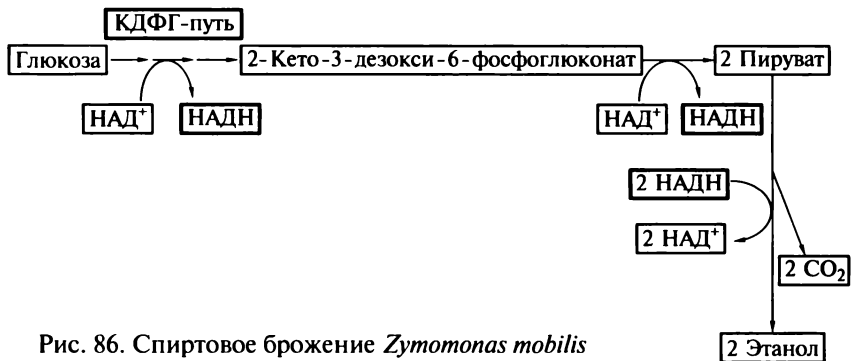 КДФГ-путь
Глюкоза
2-Кето-3-дезокси-6-фосфоглюконат
2 Пируват
НАД⁺
НАДН
НАД⁺
НАДН
2 НАДН
2 НАД⁺
2 CO₂
2 Этанол
Рис. 86. Спиртовое брожение Zymomonas mobilis